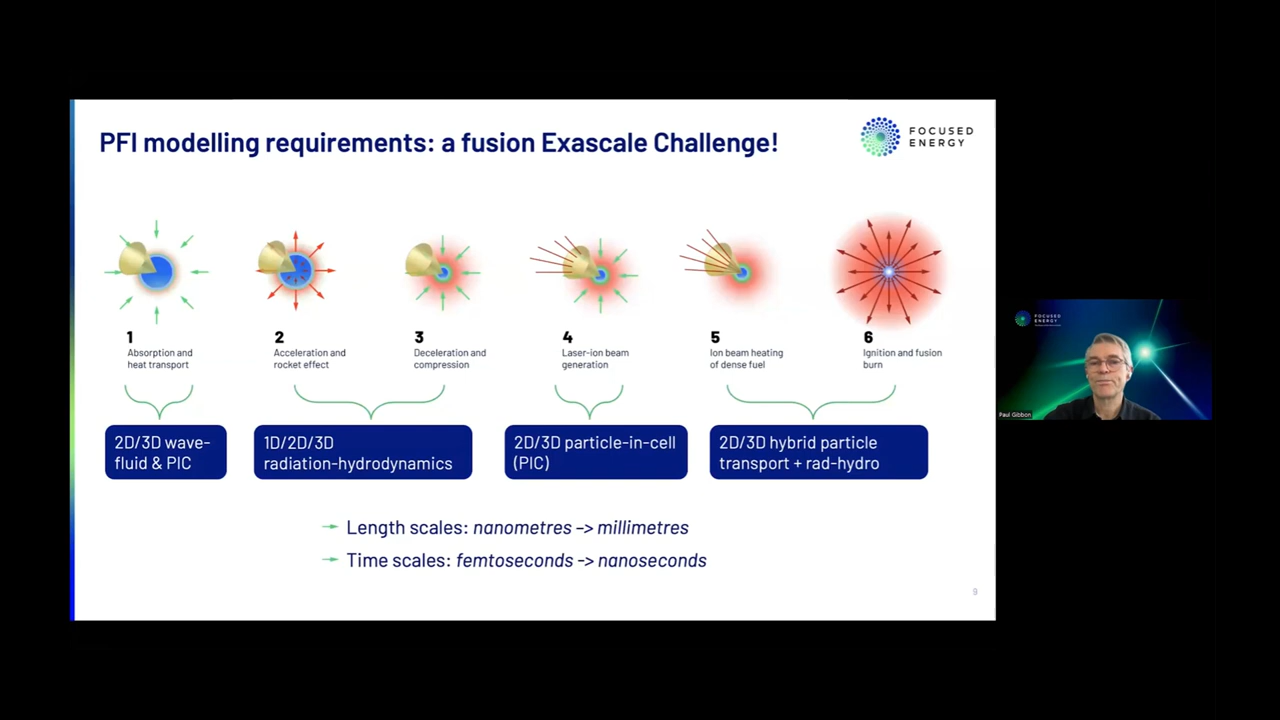 PFI modelling requirements: a fusion Exascale Challenge!
FOCUSED
ENERGY
1
Absorption and
heat transport
2
Acceleration and
rocket effect
3
Deceleration and
compression
4
Laser-ion beam
generation
5
Ion beam heating
of dense fuel
6
Ignition and fusion
burn
2D/3D wave-
fluid & PIC
1D/2D/3D
radiation-hydrodynamics
2D/3D particle-in-cell
(PIC)
2D/3D hybrid particle
transport + rad-hydro
Length scales: nanometres –> millimetres
Time scales: femtoseconds -> nanoseconds
9
FOCUSED
ENERGY
Paul Gibbon